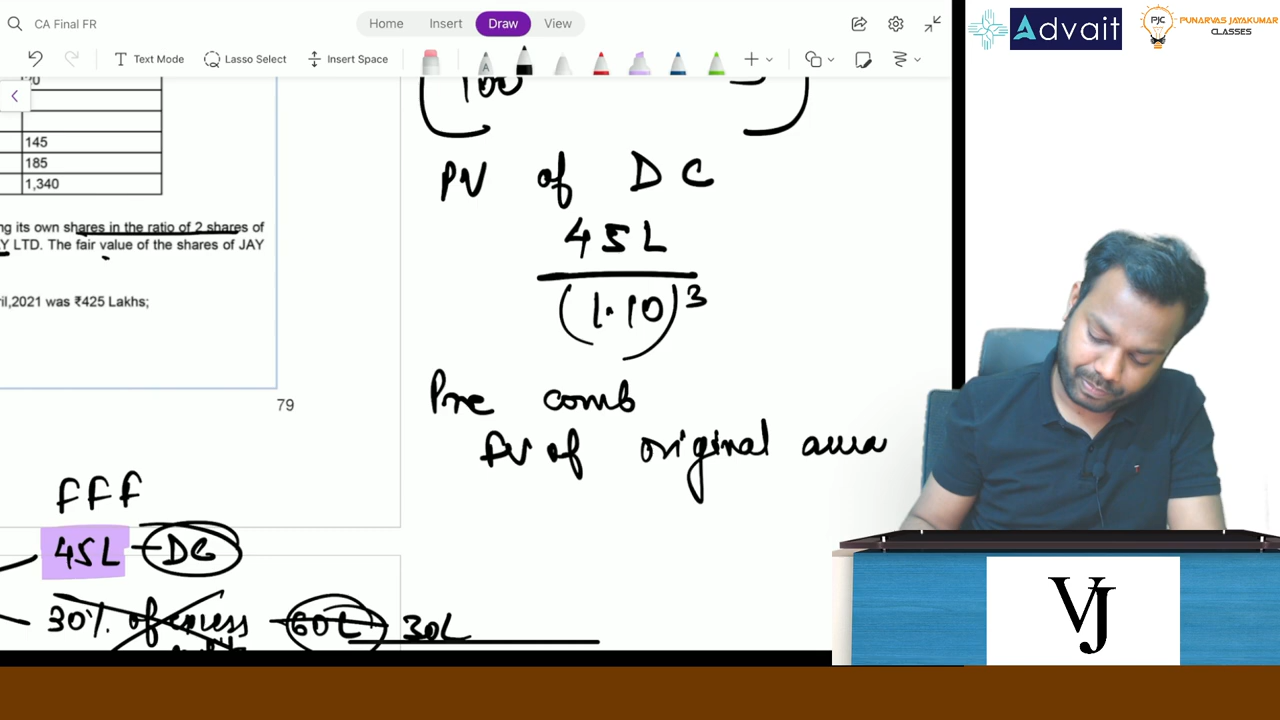 CA Final FR
Home Insert Draw View
Advait
PJC PUNARVAS JAYAKUMAR
CLASSES
Text Mode Lasso Select Insert Space
145
185
1,340
ng its own shares in the ratio of 2 shares of
Y LTD. The fair value of the shares of JAY
ril,2021 was ₹425 Lakhs;
79
FFF
45L - DC
30% of excess 60L 30L
100
PV of DC
45L
(1.10)3
Pre comb
FV of original
VJ